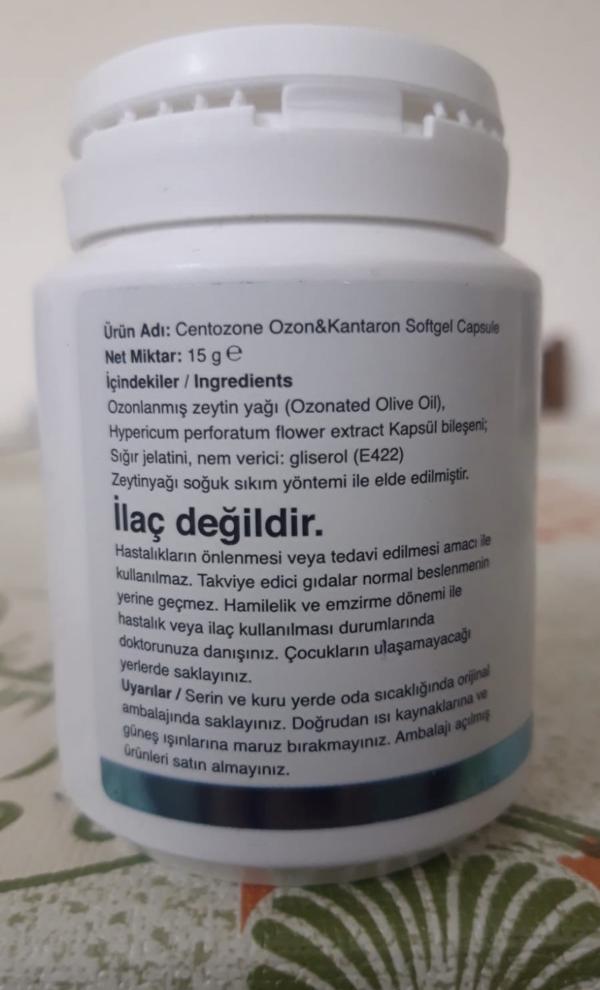 Ürün Adı: Centozone Ozon&Kantaron Softgel Capsule
Net Miktar: 15 g ℮
İçindekiler / Ingredients
Ozonlanmış zeytin yağı (Ozonated Olive Oil),
Hypericum perforatum flower extract Kapsül bileşeni;
Sığır jelatini, nem verici: gliserol (E422)
Zeytinyağı soğuk sıkım yöntemi ile elde edilmiştir.
İlaç değildir.
Hastalıkların önlenmesi veya tedavi edilmesi amacı ile
kullanılmaz. Takviye edici gıdalar normal beslenmenin
yerine geçmez. Hamilelik ve emzirme dönemi ile
hastalık veya ilaç kullanılması durumlarında
doktorunuza danışınız. Çocukların ulaşamayacağı
yerlerde saklayınız.
Uyarılar / Serin ve kuru yerde oda sıcaklığında orijinal
ambalajında saklayınız. Doğrudan ısı kaynaklarına ve
güneş ışınlarına maruz bırakmayınız. Ambalajı açılmış
ürünleri satın almayınız.